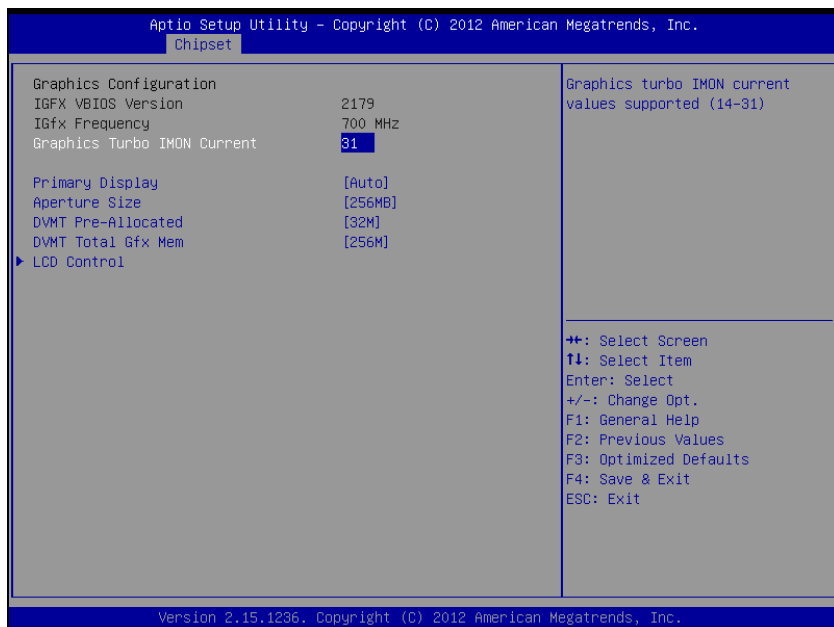 Aptio Setup Utility – Copyright (C) 2012 American Megatrends, Inc.
Chipset
Graphics Configuration
IGFX VBIOS Version 2179
IGfx Frequency 700 MHz
Graphics Turbo IMON Current 31
Primary Display [Auto]
Aperture Size [256MB]
DVMT Pre-Allocated [32M]
DVMT Total Gfx Mem [256M]
▶ LCD Control
Graphics turbo IMON current
values supported (14-31)
→←: Select Screen
↑↓: Select Item
Enter: Select
+/-: Change Opt.
F1: General Help
F2: Previous Values
F3: Optimized Defaults
F4: Save & Exit
ESC: Exit
Version 2.15.1236. Copyright (C) 2012 American Megatrends, Inc.